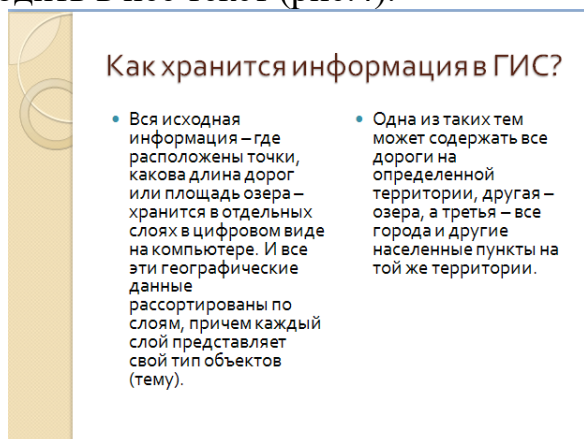 текст (рис.
Как хранится информация в ГИС?
• Вся исходная
информация – где
расположены точки,
какова длина дорог
или площадь озера –
хранится в отдельных
слоях в цифровом виде
на компьютере. И все
эти географические
данные
рассортированы по
слоям, причем каждый
слой представляет
свой тип объектов
(тему).
• Одна из таких тем
может содержать все
дороги на
определенной
территории, другая –
озера, а третья – все
города и другие
населенные пункты на
той же территории.